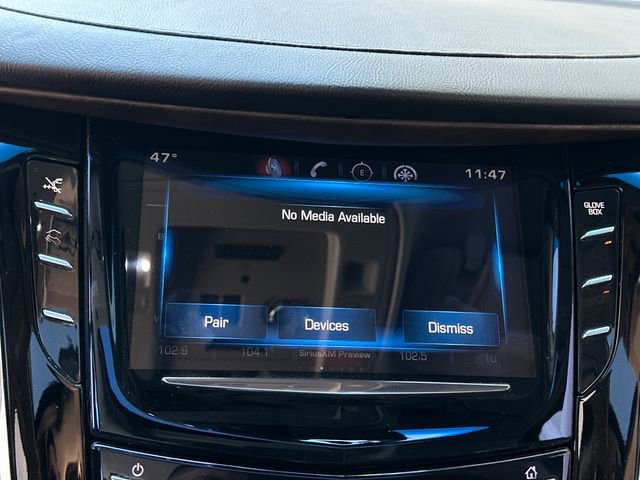 47°
E
11:47
GLOVE
BOX
No Media Available
Pair
Devices
Dismiss
102.9
104.1
SiriusXM Preview
102.5
10